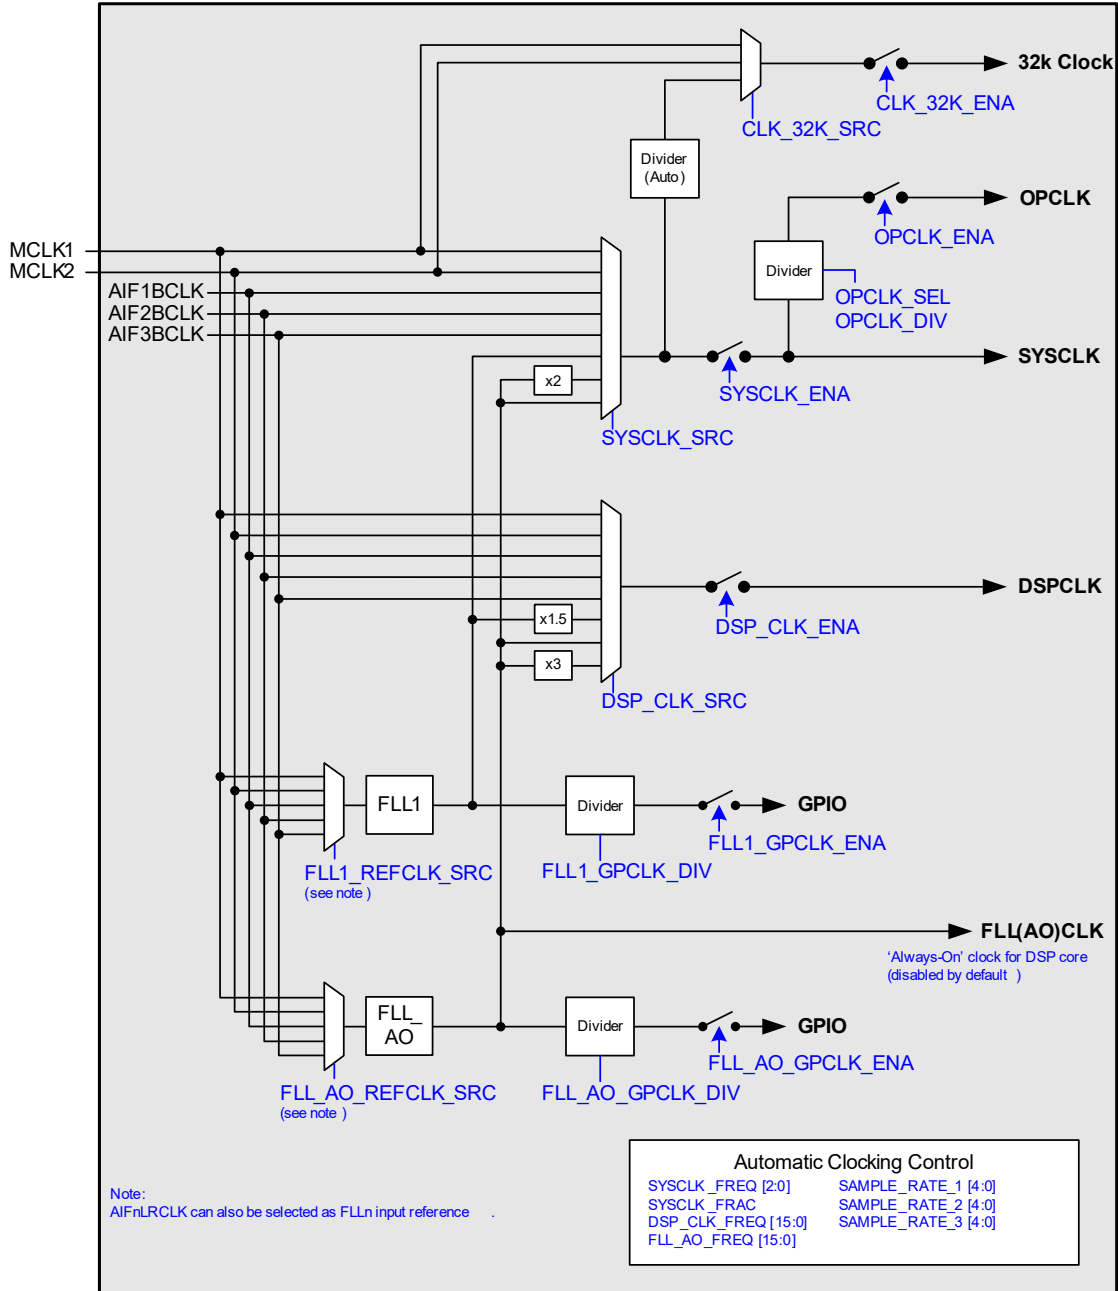 32k Clock
CLK_32K_ENA
CLK_32K_SRC
Divider
(Auto)
OPCLK
OPCLK_ENA
MCLK1
MCLK2
Divider
AIF1BCLK
OPCLK_SEL
AIF2BCLK
OPCLK_DIV
AIF3BCLK
SYSCLK
x2
SYSCLK_ENA
SYSCLK_SRC
DSPCLK
x1.5
DSP_CLK_ENA
x3
DSP_CLK_SRC
FLL1
Divider
GPIO
FLL1_GPCLK_ENA
FLL1_REFCLK_SRC
(see note )
FLL1_GPCLK_DIV
FLL(AO)CLK
'Always-On' clock for DSP core
(disabled by default )
FLL_
AO
Divider
GPIO
FLL_AO_GPCLK_ENA
FLL_AO_REFCLK_SRC
(see note )
FLL_AO_GPCLK_DIV
Automatic Clocking Control
SYSCLK_FREQ [2:0] SAMPLE_RATE_1 [4:0]
SYSCLK_FRAC SAMPLE_RATE_2 [4:0]
DSP_CLK_FREQ [15:0] SAMPLE_RATE_3 [4:0]
FLL_AO_FREQ [15:0]
Note:
AIFnLRCLK can also be selected as FLLn input reference .